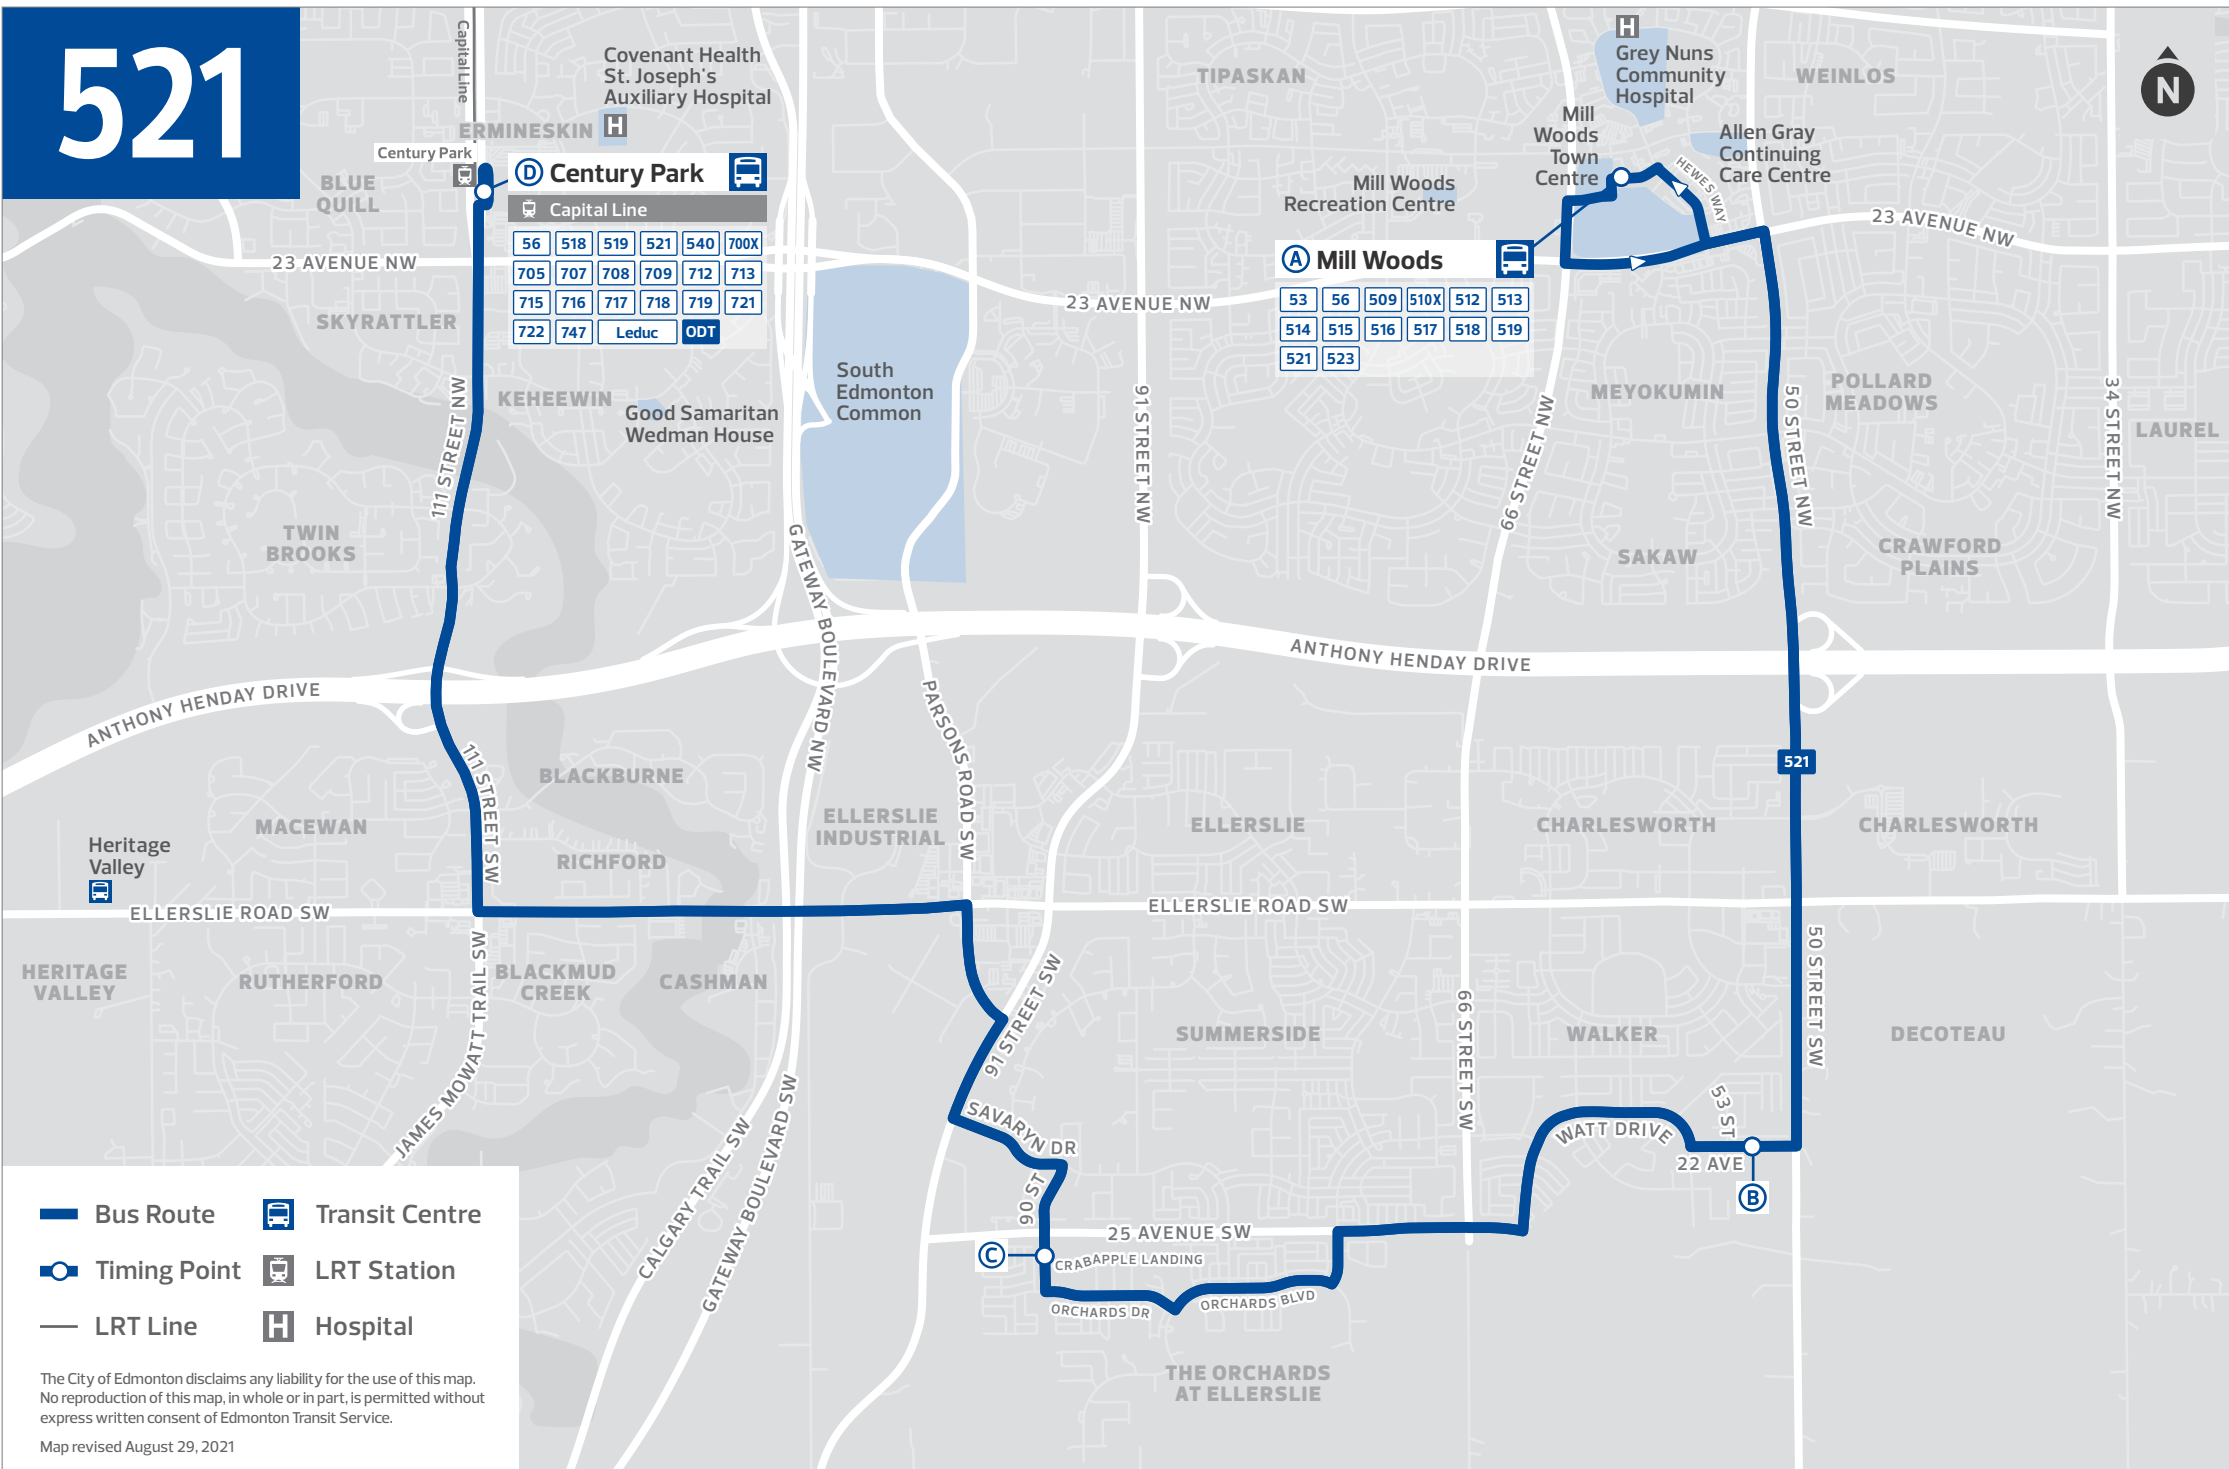 521
Capital Line
Covenant Health
St. Joseph's
Auxiliary Hospital
H
ERMINESKIN
Century Park
BLUE
QUILL
D Century Park
Capital Line
56 518 519 521 540 700X
705 707 708 709 712 713
715 716 717 718 719 721
722 747 Leduc ODT
23 AVENUE NW
SKYRATTLER
KEHEEWIN
Good Samaritan
Wedman House
South
Edmonton
Common
111 STREET NW
TWIN
BROOKS
TIPASKAN
H
Grey Nuns
Community
Hospital
WEINLOS
N
Mill
Woods
Town
Centre
Allen Gray
Continuing
Care Centre
HEWES WAY
Mill Woods
Recreation Centre
23 AVENUE NW
23 AVENUE NW
A Mill Woods
53 56 509 510X 512 513
514 515 516 517 518 519
521 523
91 STREET NW
66 STREET NW
MEYOKUMIN
50 STREET NW
POLLARD
MEADOWS
34 STREET NW
LAUREL
SAKAW
CRAWFORD
PLAINS
GATEWAY BOULEVARD NW
ANTHONY HENDAY DRIVE
ANTHONY HENDAY DRIVE
PARSONS ROAD SW
111 STREET SW
BLACKBURNE
521
MACEWAN
ELLERSLIE
INDUSTRIAL
ELLERSLIE
CHARLESWORTH
CHARLESWORTH
Heritage
Valley
RICHFORD
ELLERSLIE ROAD SW
ELLERSLIE ROAD SW
HERITAGE
VALLEY
RUTHERFORD
JAMES MOWATT TRAIL SW
BLACKMUD
CREEK
CASHMAN
91 STREET SW
SUMMERSIDE
66 STREET SW
WALKER
50 STREET SW
DECOTEAU
SAVARYN DR
53 ST
WATT DRIVE
22 AVE
B
90 ST
CALGARY TRAIL SW
GATEWAY BOULEVARD SW
25 AVENUE SW
C
CRABAPPLE LANDING
ORCHARDS DR
ORCHARDS BLVD
THE ORCHARDS
AT ELLERSLIE
Bus Route
Transit Centre
Timing Point
LRT Station
LRT Line
H Hospital
The City of Edmonton disclaims any liability for the use of this map.
No reproduction of this map, in whole or in part, is permitted without
express written consent of Edmonton Transit Service.
Map revised August 29, 2021